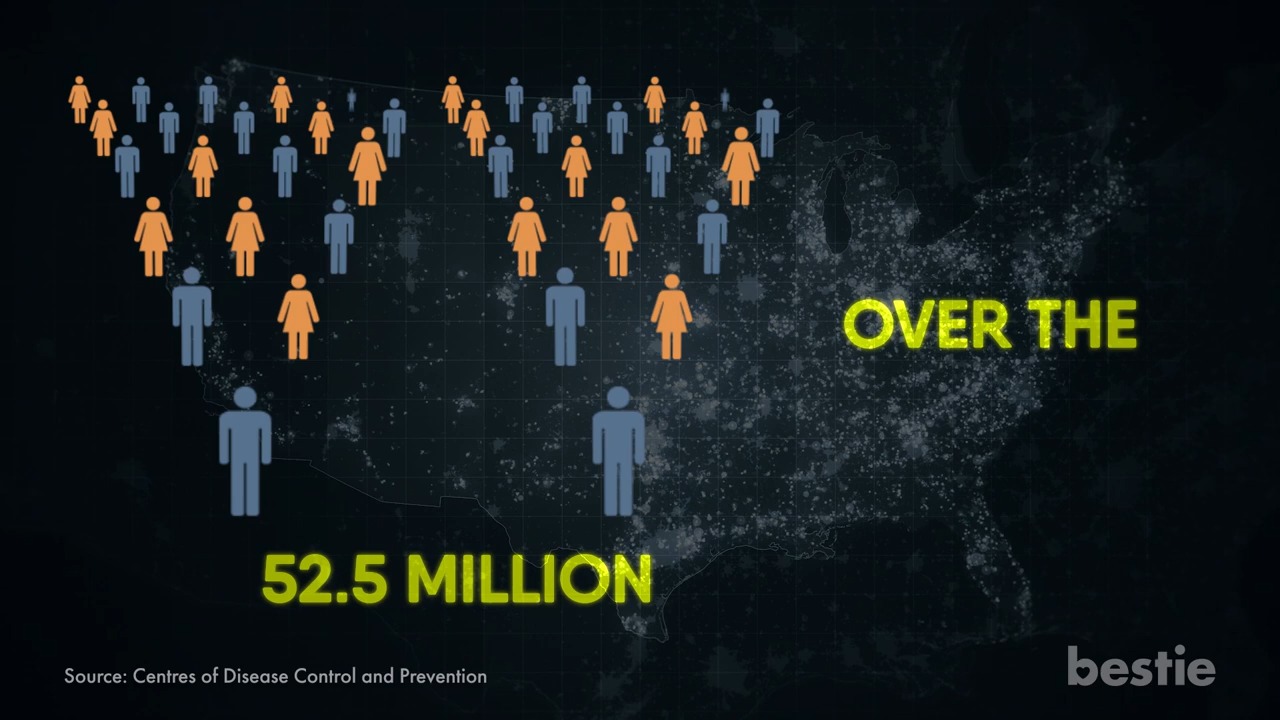 OVER THE
52.5 MILLION
Source: Centres of Disease Control and Prevention
bestie